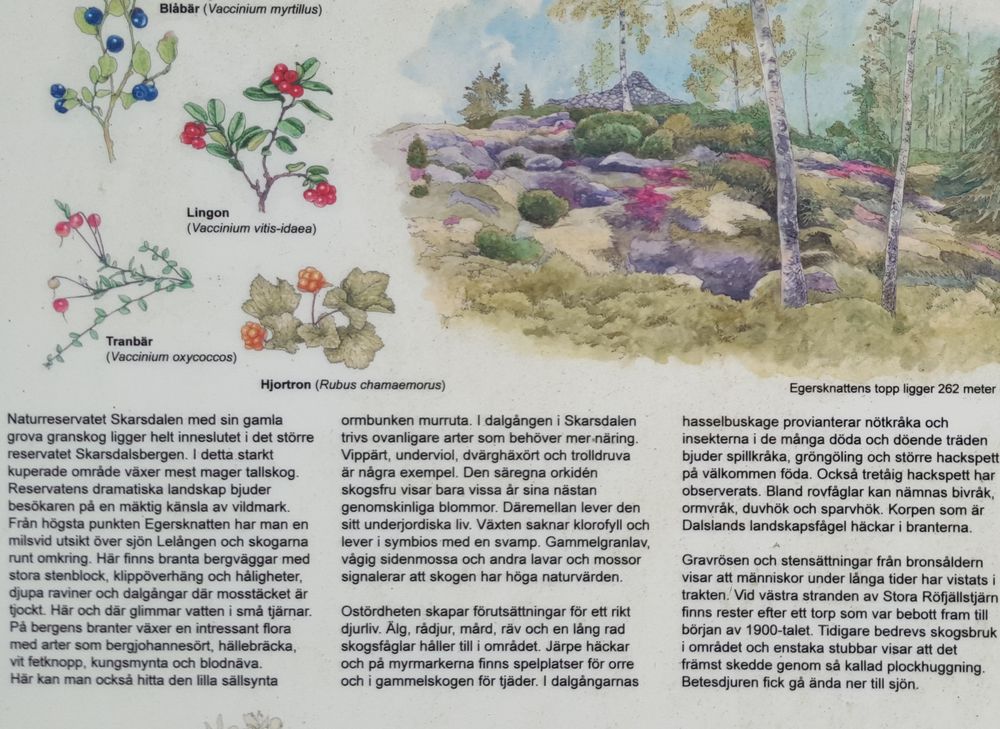 Blåbär (Vaccinium myrtillus)
Lingon
(Vaccinium vitis-idaea)
Tranbär
(Vaccinium oxycoccos)
Hjortron (Rubus chamaemorus)
Egersknattens topp ligger 262 meter
Naturreservatet Skarsdalen med sin gamla
grova granskog ligger helt inneslutet i det större
reservatet Skarsdalsbergen. I detta starkt
kuperade område växer mest mager tallskog.
Reservatens dramatiska landskap bjuder
besökaren på en mäktig känsla av vildmark.
Från högsta punkten Egersknatten har man en
milsvid utsikt över sjön Lelången och skogarna
runt omkring. Här finns branta bergväggar med
stora stenblock, klippöverhäng och håligheter,
djupa raviner och dalgångar där mosstäcket är
tjockt. Här och där glimmar vatten i små tjärnar.
På bergens branter växer en intressant flora
med arter som bergjohannesört, hällebräcka,
vit fetknopp, kungsmynta och blodnäva.
Här kan man också hitta den lilla sällsynta
ormbunken murruta. I dalgången i Skarsdalen
trivs ovanligare arter som behöver mer näring.
Vippärt, underviol, dvärghäxört och trolldruva
är några exempel. Den säregna orkidén
skogsfru visar bara vissa år sina nästan
genomskinliga blommor. Däremellan lever den
sitt underjordiska liv. Växten saknar klorofyll och
lever i symbios med en svamp. Gammelgranlav,
vågig sidenmossa och andra lavar och mossor
signalerar att skogen har höga naturvärden.
Ostördheten skapar förutsättningar för ett rikt
djurliv. Älg, rådjur, mård, räv och en lång rad
skogsfåglar håller till i området. Järpe häckar
och på myrmarkerna finns spelplatser för orre
och i gammelskogen för tjäder. I dalgångarnas
hasselbuskage provianterar nötkråka och
insekterna i de många döda och döende träden
bjuder spillkråka, gröngöling och större hackspett
på välkommen föda. Också tretåig hackspett har
observerats. Bland rovfåglar kan nämnas bivråk,
ormvråk, duvhök och sparvhök. Korpen som är
Dalslands landskapsfågel häckar i branterna.
Gravrösen och stensättningar från bronsåldern
visar att människor under långa tider har vistats i
trakten. Vid västra stranden av Stora Röfjällstjärn
finns rester efter ett torp som var bebott fram till
början av 1900-talet. Tidigare bedrevs skogsbruk
i området och enstaka stubbar visar att det
främst skedde genom så kallad plockhuggning.
Betesdjuren fick gå ända ner till sjön.